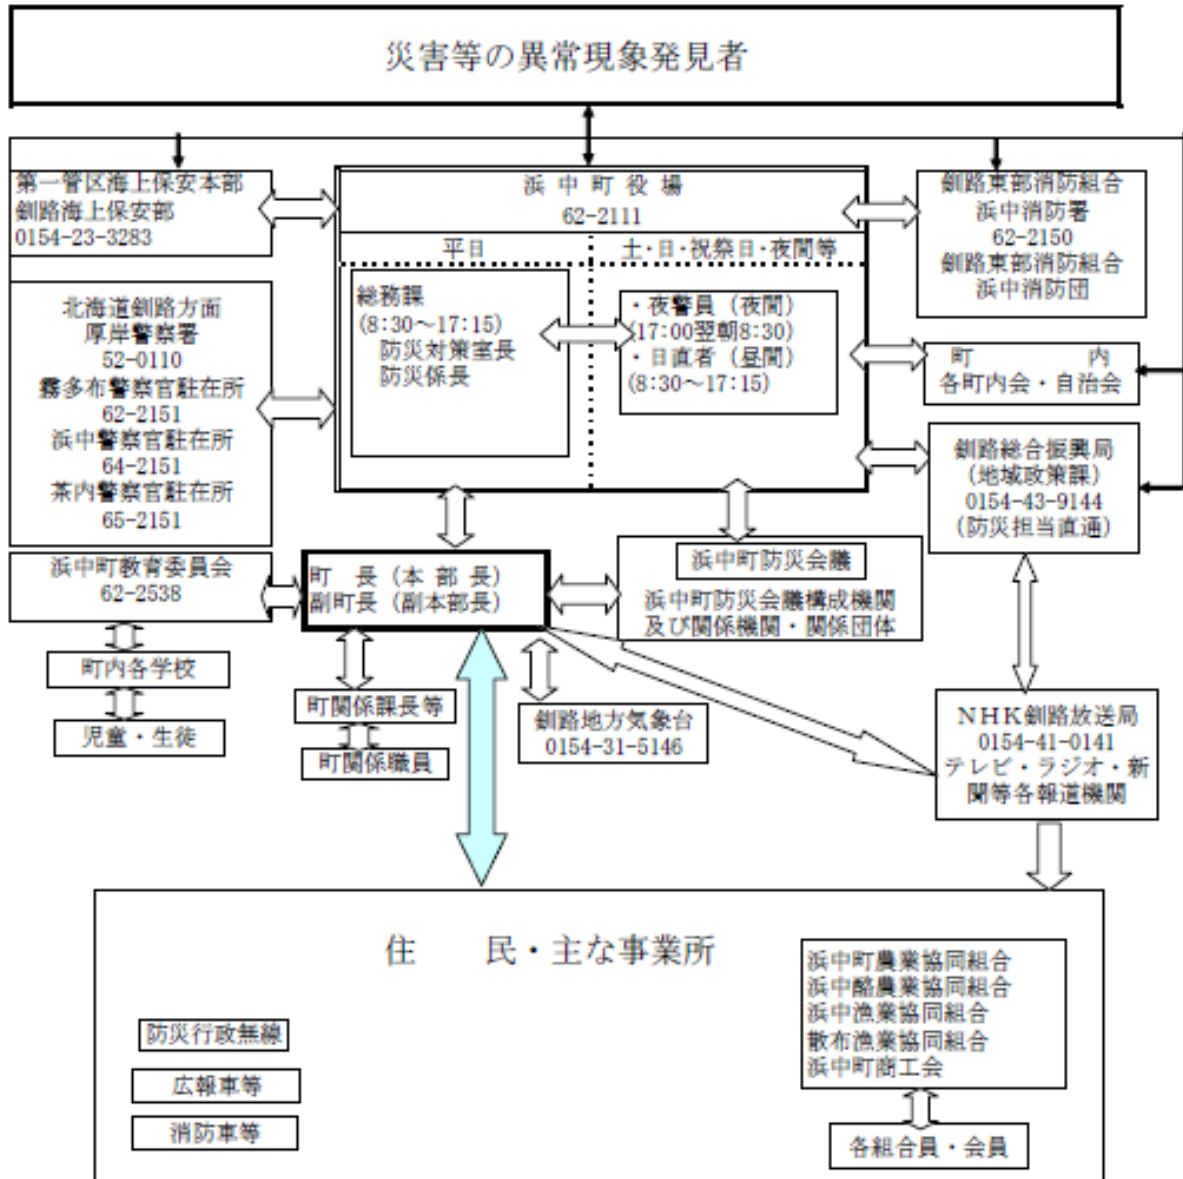 災害等の異常現象発見者
第一管区海上保安本部
釧路海上保安部
0154-23-3283
浜中町役場
62-2111
平日
土・日・祝祭日・夜間等
総務課
(8:30～17:15)
防災対策室長
防災係長
・夜警員（夜間）
(17:00翌朝8:30)
・日直者（昼間）
(8:30～17:15)
釧路東部消防組合
浜中消防署
62-2150
釧路東部消防組合
浜中消防団
北海道釧路方面
厚岸警察署
52-0110
霧多布警察官駐在所
62-2151
浜中警察官駐在所
64-2151
茶内警察官駐在所
65-2151
町　内
各町内会・自治会
釧路総合振興局
(地域政策課)
0154-43-9144
(防災担当直通)
浜中町教育委員会
62-2538
町　長（本 部 長）
副町長（副本部長）
浜中町防災会議
浜中町防災会議構成機関
及び関係機関・関係団体
町内各学校
児童・生徒
町関係課長等
町関係職員
釧路地方気象台
0154-31-5146
ＮＨＫ釧路放送局
0154-41-0141
テレビ・ラジオ・新
聞等各報道機関
住　民・主な事業所
浜中町農業協同組合
浜中酪農業協同組合
浜中漁業協同組合
散布漁業協同組合
浜中町商工会
防災行政無線
広報車等
消防車等
各組合員・会員